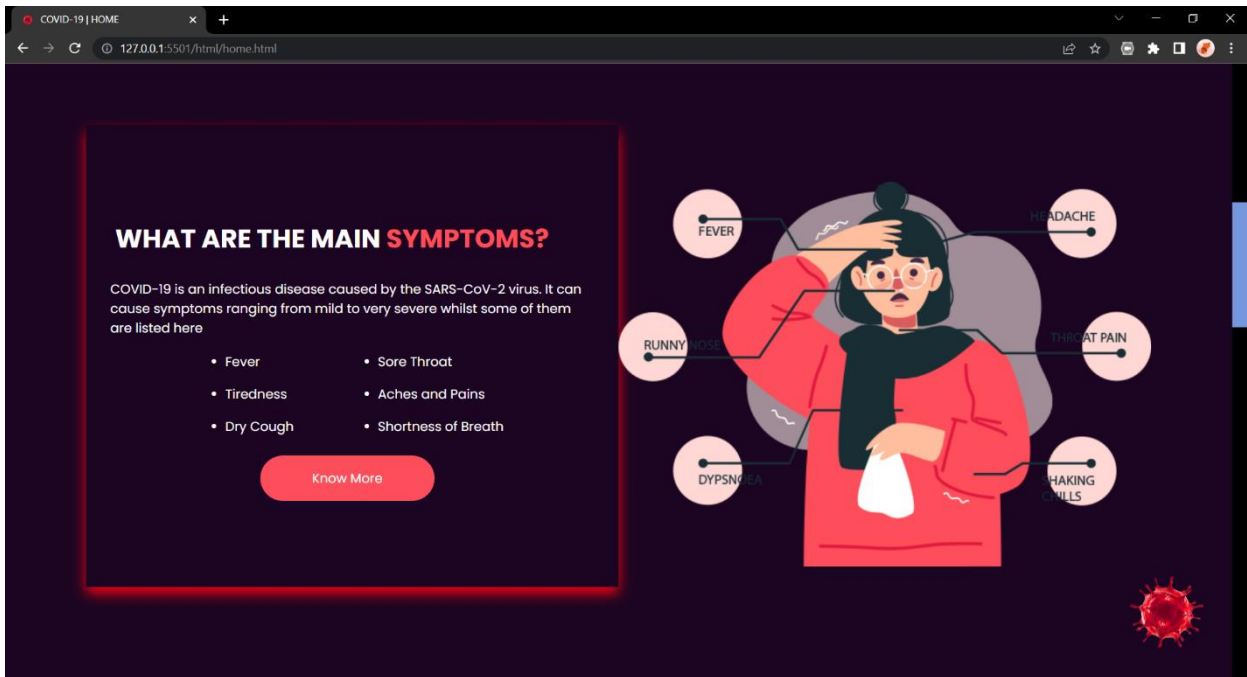 COVID-19 | HOME
127.0.0.1:5501/html/home.html
WHAT ARE THE MAIN SYMPTOMS?
COVID-19 is an infectious disease caused by the SARS-CoV-2 virus. It can
cause symptoms ranging from mild to very severe whilst some of them
are listed here
• Fever
• Tiredness
• Dry Cough
• Sore Throat
• Aches and Pains
• Shortness of Breath
Know More
FEVER
HEADACHE
RUNNY NOSE
THROAT PAIN
DYPSNOEA
SHAKING
CHILLS